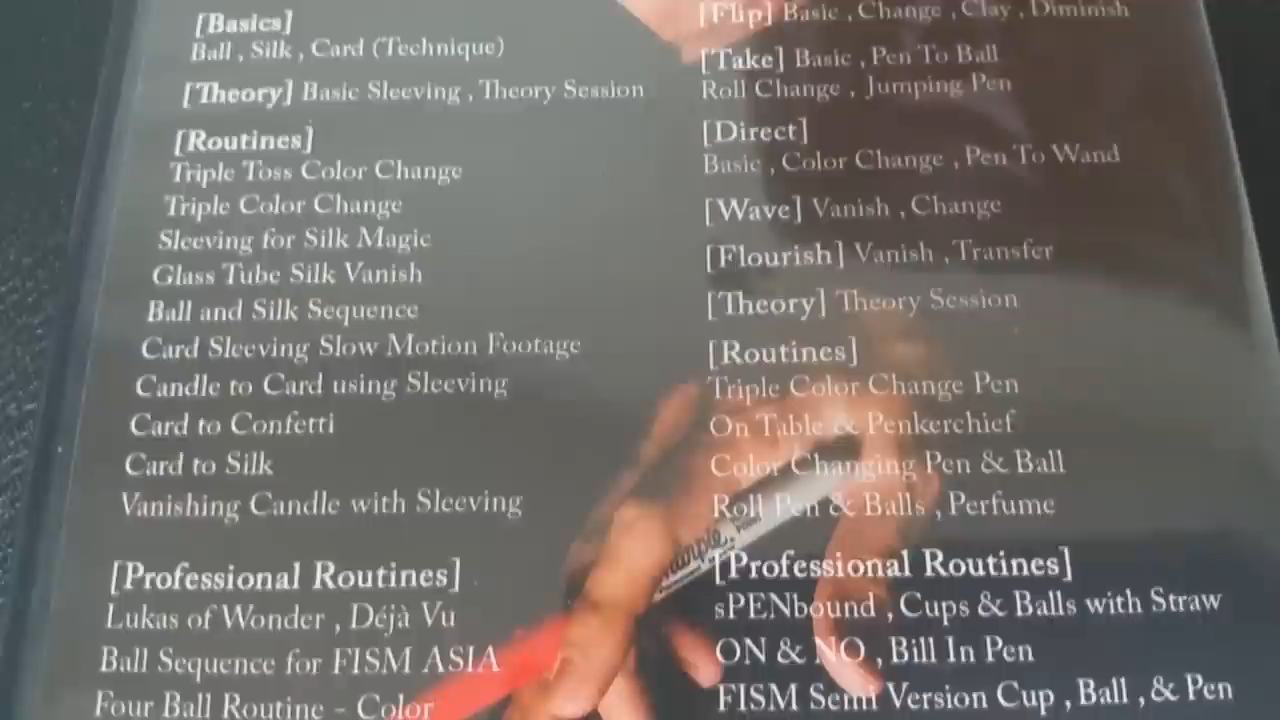 [Basics]
Ball , Silk , Card (Technique)
[Theory] Basic Sleeving , Theory Session
[Routines]
Triple Toss Color Change
Triple Color Change
Sleeving for Silk Magic
Glass Tube Silk Vanish
Ball and Silk Sequence
Card Sleeving Slow Motion Footage
Candle to Card using Sleeving
Card to Confetti
Card to Silk
Vanishing Candle with Sleeving
[Professional Routines]
Lukas of Wonder , Déjà Vu
Ball Sequence for FISM ASIA
Four Ball Routine - Color
[Flip] Basic , Change , Clay , Diminish
[Take] Basic , Pen To Ball
Roll Change , Jumping Pen
[Direct]
Basic , Color Change , Pen To Wand
[Wave] Vanish , Change
[Flourish] Vanish , Transfer
[Theory] Theory Session
[Routines]
Triple Color Change Pen
On Table & Penkerchief
Color Changing Pen & Ball
Roll Pen & Balls , Perfume
[Professional Routines]
sPENbound , Cups & Balls with Straw
ON & NO , Bill In Pen
FISM Semi Version Cup , Ball , & Pen
Sharpie